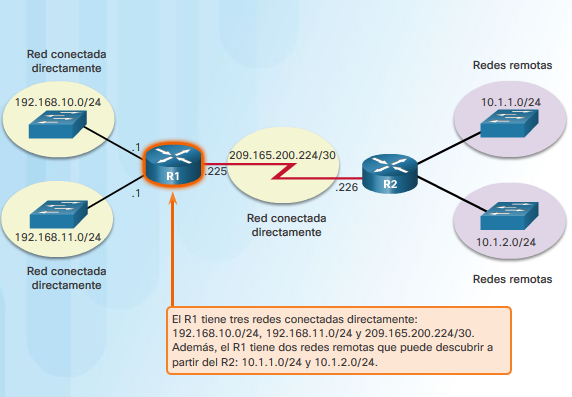 Red conectada
directamente
192.168.10.0/24
.1
R1
.1
192.168.11.0/24
Red conectada
directamente
209.165.200.224/30
.225
.226
Red conectada
directamente
R2
Redes remotas
10.1.1.0/24
10.1.2.0/24
Redes remotas
El R1 tiene tres redes conectadas directamente:
192.168.10.0/24, 192.168.11.0/24 y 209.165.200.224/30.
Además, el R1 tiene dos redes remotas que puede descubrir a
partir del R2: 10.1.1.0/24 y 10.1.2.0/24.